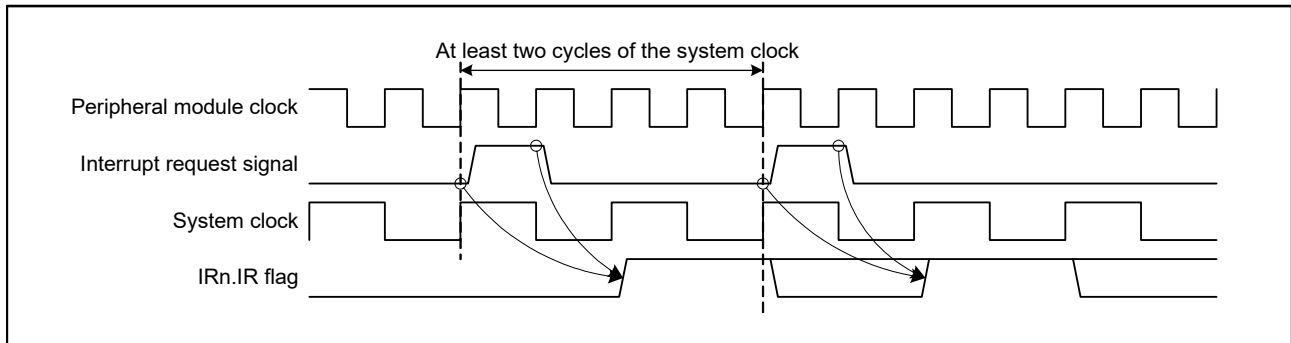 At least two cycles of the system clock
Peripheral module clock
Interrupt request signal
System clock
IRn.IR flag